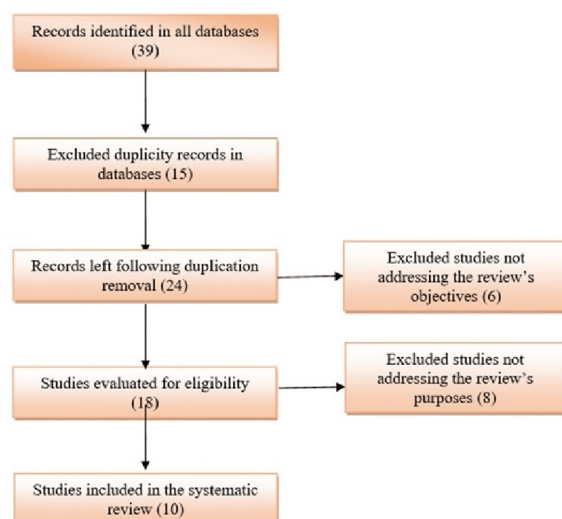 Records identified in all databases
(39)
Excluded duplicity records in
databases (15)
Records left following duplication
removal (24)
Excluded studies not
addressing the review's
objectives (6)
Studies evaluated for eligibility
(18)
Excluded studies not
addressing the review's
purposes (8)
Studies included in the systematic
review (10)